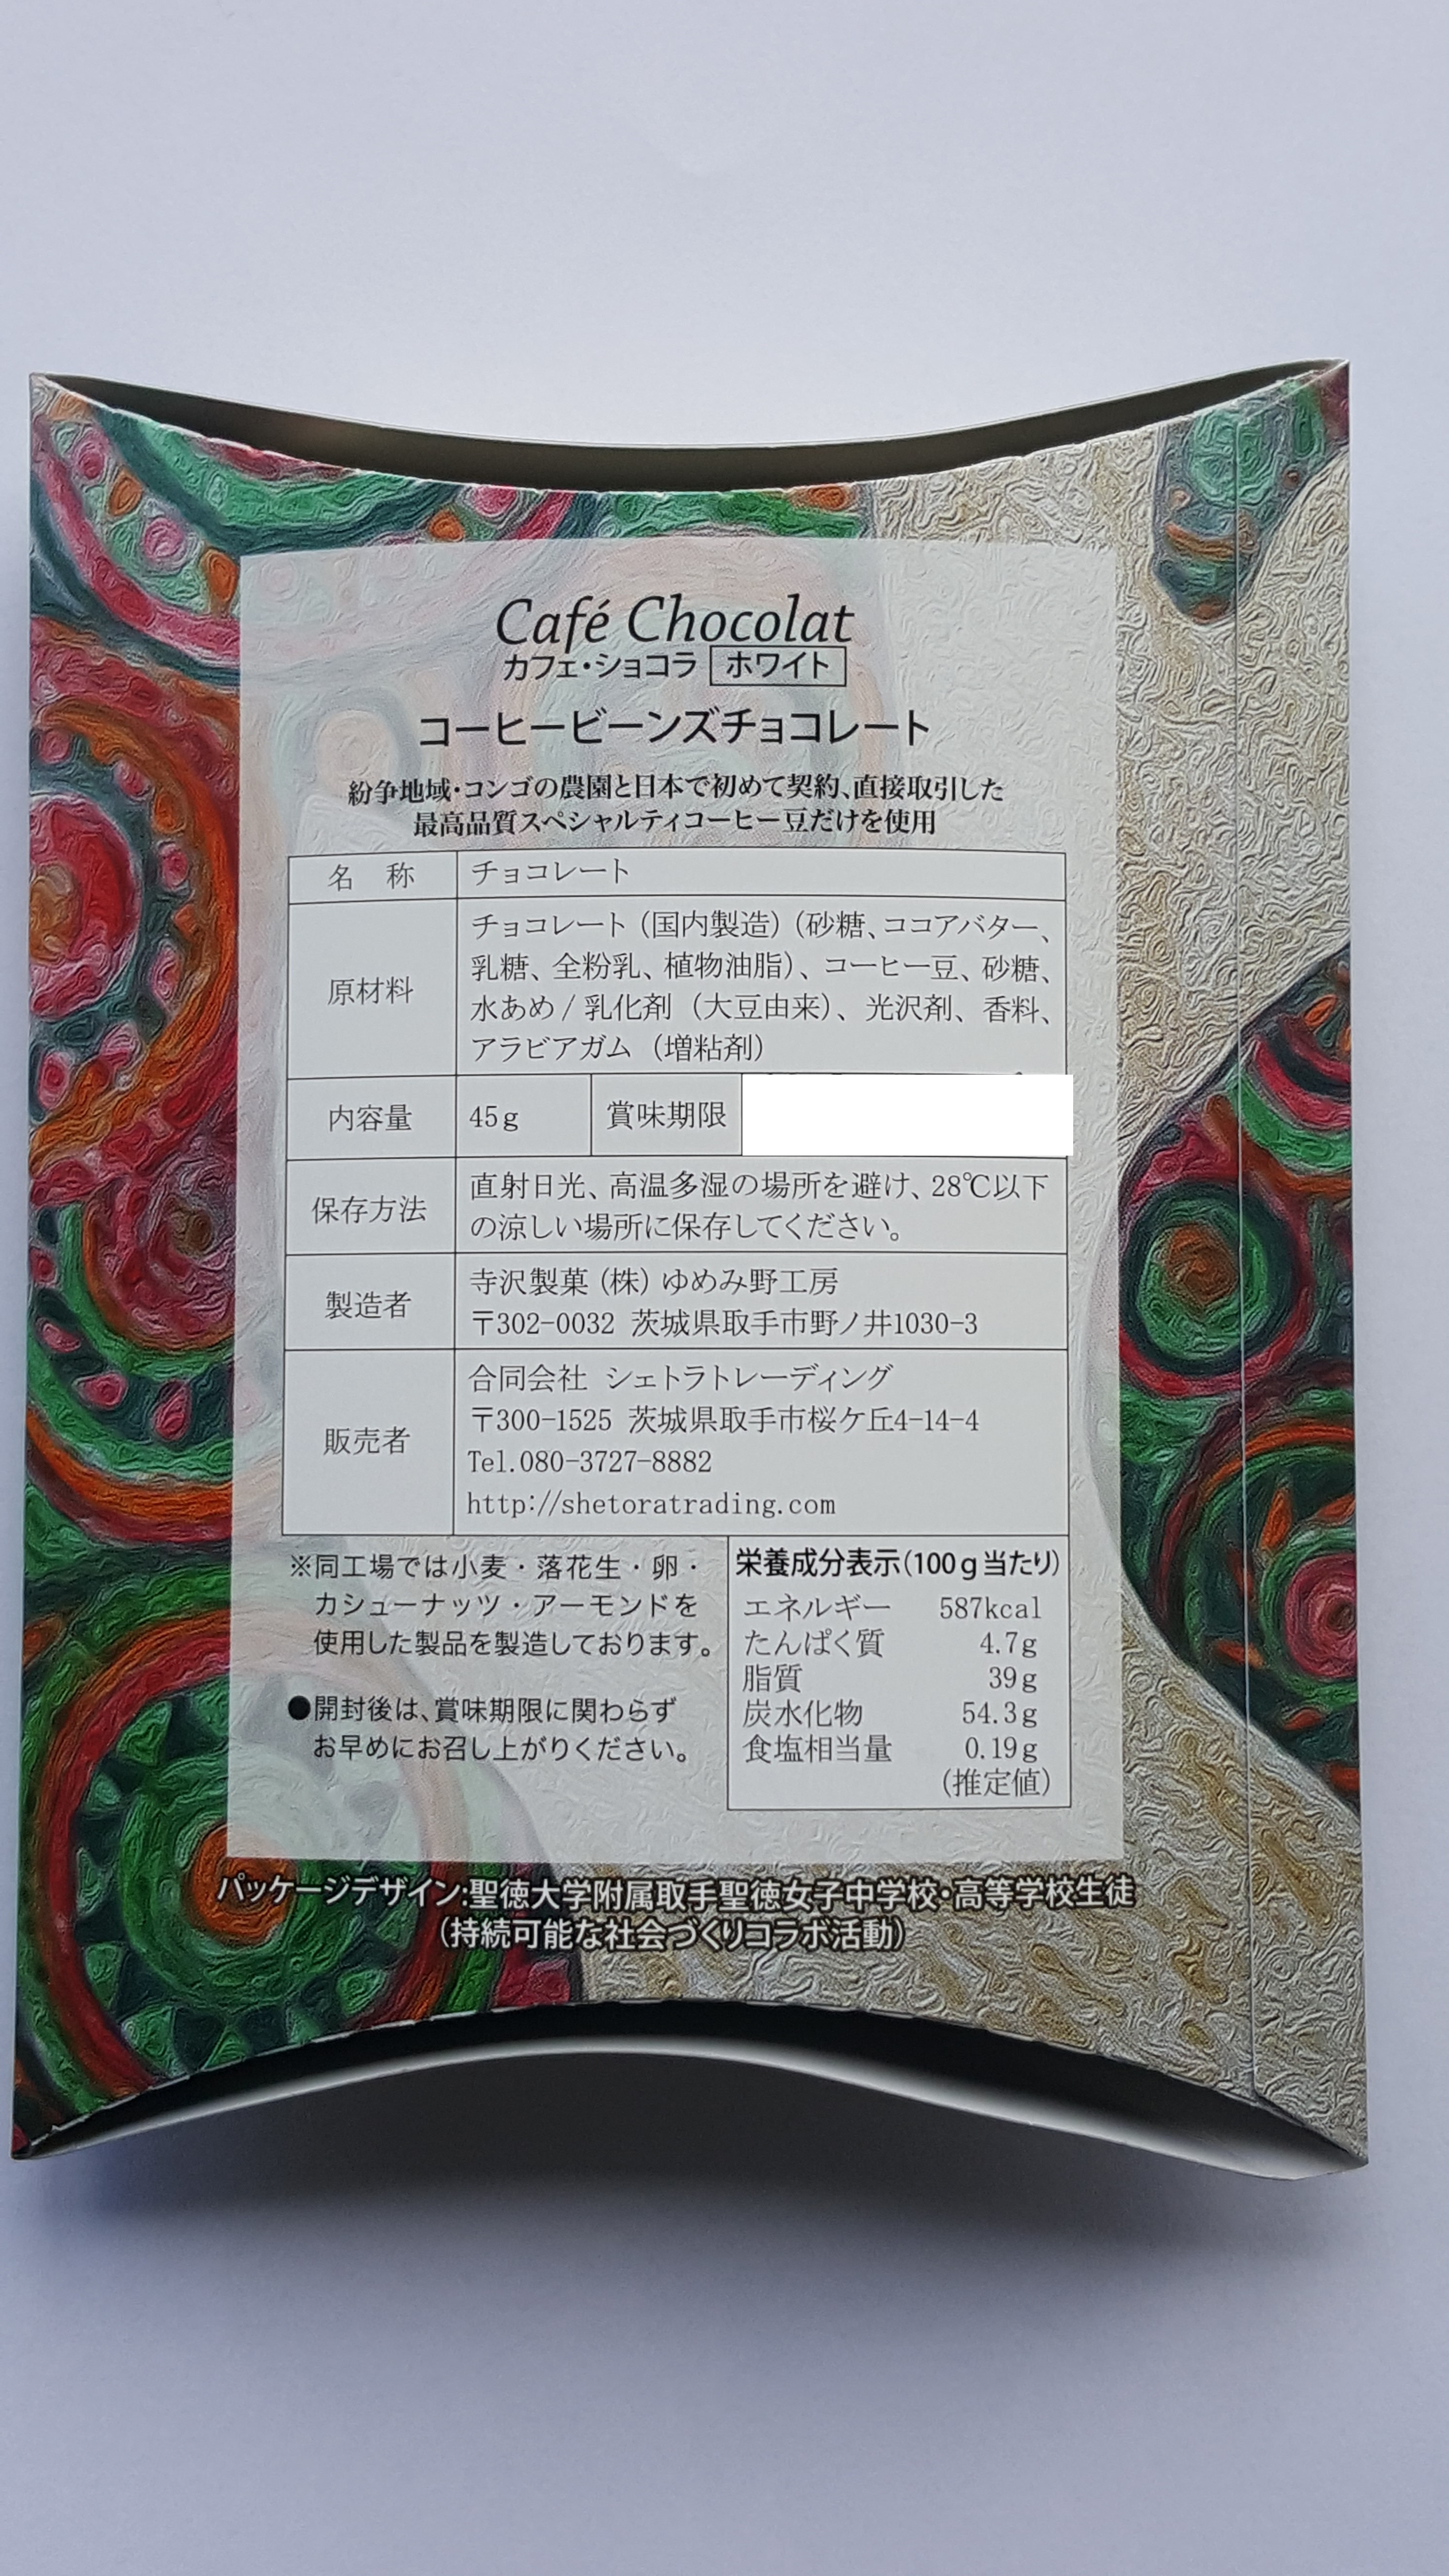 Café Chocolat
カフェ・ショコラ ホワイト
コーヒービーンズチョコレート
紛争地域・コンゴの農園と日本で初めて契約、直接取引した
最高品質スペシャルティコーヒー豆だけを使用
名 称 チョコレート
原材料
チョコレート（国内製造）（砂糖、ココアバター、
乳糖、全粉乳、植物油脂）、コーヒー豆、砂糖、
水あめ / 乳化剤（大豆由来）、光沢剤、香料、
アラビアガム（増粘剤）
内容量 45g 賞味期限
保存方法
直射日光、高温多湿の場所を避け、28℃以下
の涼しい場所に保存してください。
製造者
寺沢製菓（株）ゆめみ野工房
〒302-0032 茨城県取手市野ノ井1030-3
販売者
合同会社 シェトラトレーディング
〒300-1525 茨城県取手市桜ケ丘4-14-4
Tel.080-3727-8882
http://shetoratrading.com
※同工場では小麦・落花生・卵・
カシューナッツ・アーモンドを
使用した製品を製造しております。
●開封後は、賞味期限に関わらず
お早めにお召し上がりください。
栄養成分表示（100g当たり）
エネルギー 587kcal
たんぱく質 4.7g
脂質 39g
炭水化物 54.3g
食塩相当量 0.19g
（推定値）
パッケージデザイン:聖徳大学附属取手聖徳女子中学校・高等学校生徒
（持続可能な社会づくりコラボ活動）